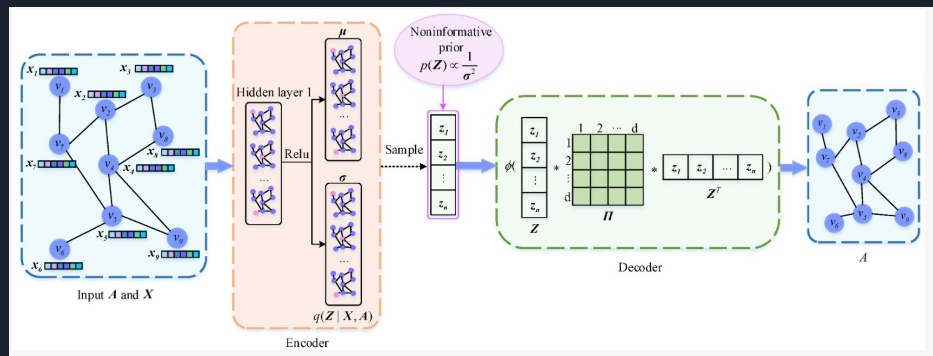 x₁
x₃
x₂
v₁
v₃
v₂
v₇
v₈
x₈
x₇
v₄
x₄
v₅
x₅
v₆
v₉
x₆
x₉
Input A and X
Hidden layer 1
...
Relu
μ
...
σ
...
q(Z | X, A)
Encoder
Noninformative
prior
p(Z) ∝ 1/σ²
Sample
z₁
z₂
⋮
zₙ
ϕ(
z₁
z₂
⋮
zₙ
Z
*
1 2 ··· d
1
2
⋮
d
Π
*
z₁ z₂ ... zₙ
Zᵀ
)
Decoder
v₁
v₃
v₂
v₇
v₈
v₄
v₆
v₅
v₉
A